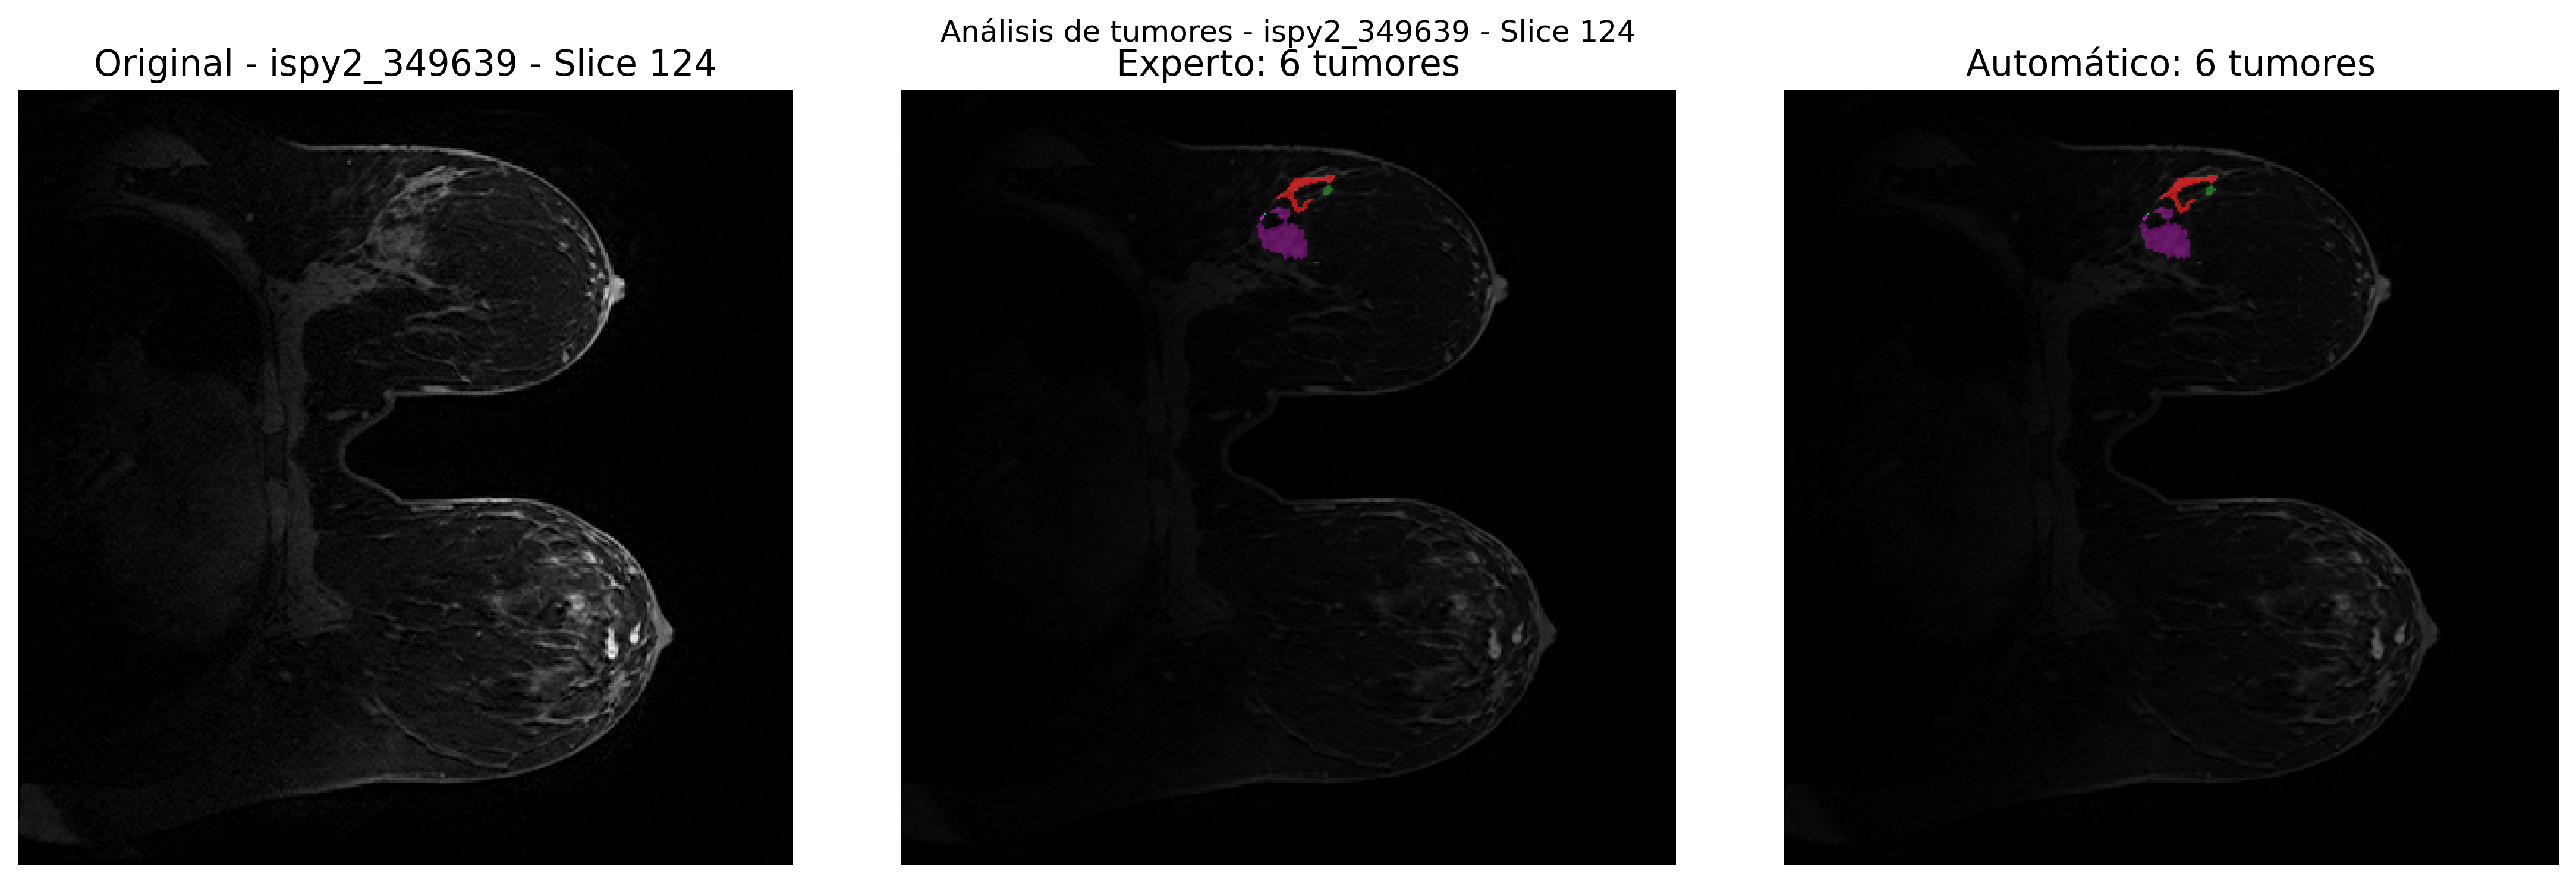 Análisis de tumores - ispy2_349639 - Slice 124
Original - ispy2_349639 - Slice 124
Experto: 6 tumores
Automático: 6 tumores